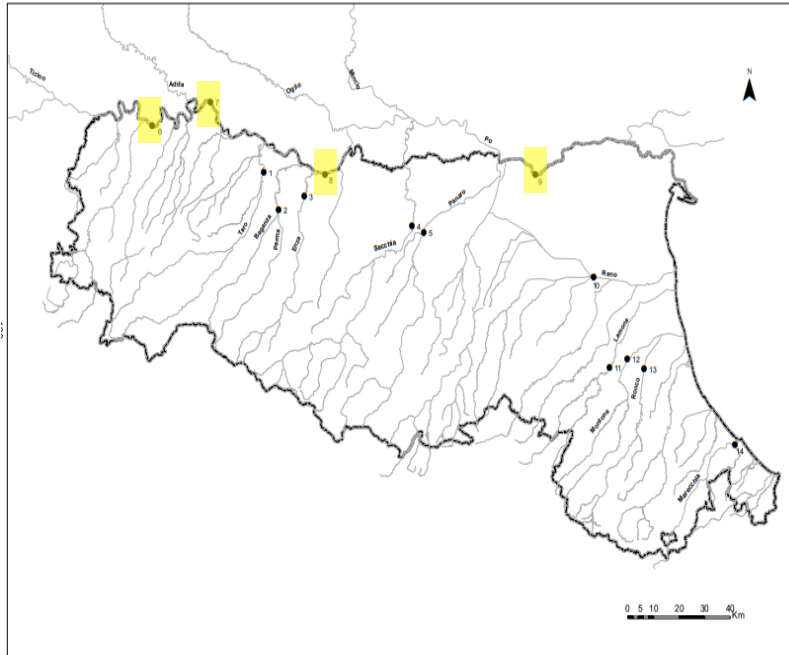 Ticino
Adda
Oglio
Mincio
N
7
6
Po
1
8
9
3
2
Panaro
Taro
Baganza
Parma
Enza
4
5
Secchia
10
Reno
Lamone
12
11
13
Ronco
Montone
14
Marecchia
0 5 10 20 30 40
Km